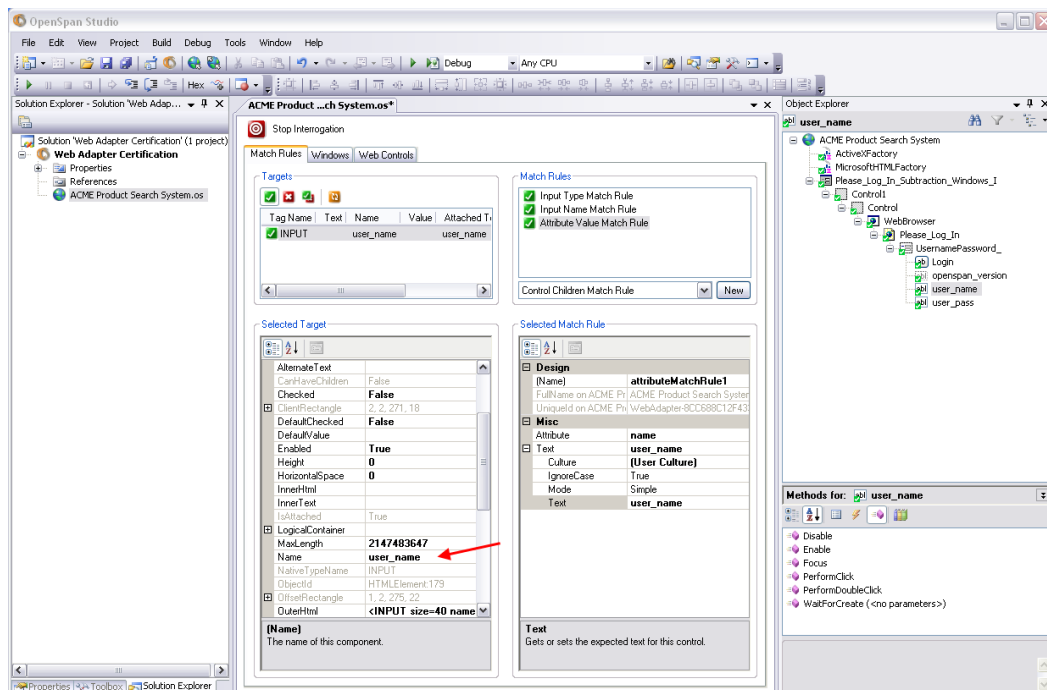 OpenSpan Studio
File Edit View Project Build Debug Tools Window Help
Debug Any CPU
Hex
Solution Explorer - Solution 'Web Adap...
Solution 'Web Adapter Certification' (1 project)
Web Adapter Certification
Properties
References
ACME Product Search System.os
ACME Product ...ch System.os*
Stop Interrogation
Match Rules Windows Web Controls
Targets
Tag Name Text Name Value Attached T
INPUT user_name user_name
Match Rules
Input Type Match Rule
Input Name Match Rule
Attribute Value Match Rule
Control Children Match Rule New
Selected Target
AlternateText
CanHaveChildren False
Checked False
ClientRectangle 2, 2, 271, 18
DefaultChecked False
DefaultValue
Enabled True
Height 0
HorizontalSpace 0
InnerHtml
InnerText
IsAttached True
LogicalContainer
MaxLength 2147483647
Name user_name
NativeTypeName INPUT
ObjectId HTMLElement:179
OffsetRectangle 1, 2, 275, 22
OuterHtml <INPUT size=40 name
(Name)
The name of this component.
Selected Match Rule
Design
(Name) attributeMatchRule1
FullName on ACME Pr ACME Product Search System
UniqueId on ACME Pr WebAdapter-8CC688C12F43
Misc
Attribute name
Text user_name
Culture (User Culture)
IgnoreCase True
Mode Simple
Text user_name
Text
Gets or sets the expected text for this control.
Object Explorer
user_name
ACME Product Search System
ActiveXFactory
MicrosoftHTMLFactory
Please_Log_In_Subtraction_Windows_I
Control1
Control
WebBrowser
Please_Log_In
UsernamePassword_
Login
openspan_version
user_name
user_pass
Methods for: user_name
Disable
Enable
Focus
PerformClick
PerformDoubleClick
WaitForCreate (<no parameters>)
Properties Toolbox Solution Explorer